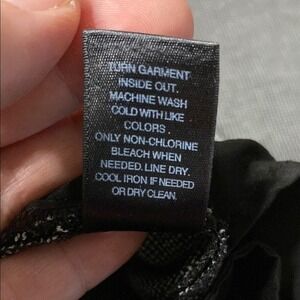 TURN GARMENT
INSIDE OUT.
MACHINE WASH
COLD WITH LIKE
COLORS.
ONLY NON-CHLORINE
BLEACH WHEN
NEEDED. LINE DRY.
COOL IRON IF NEEDED
OR DRY CLEAN.